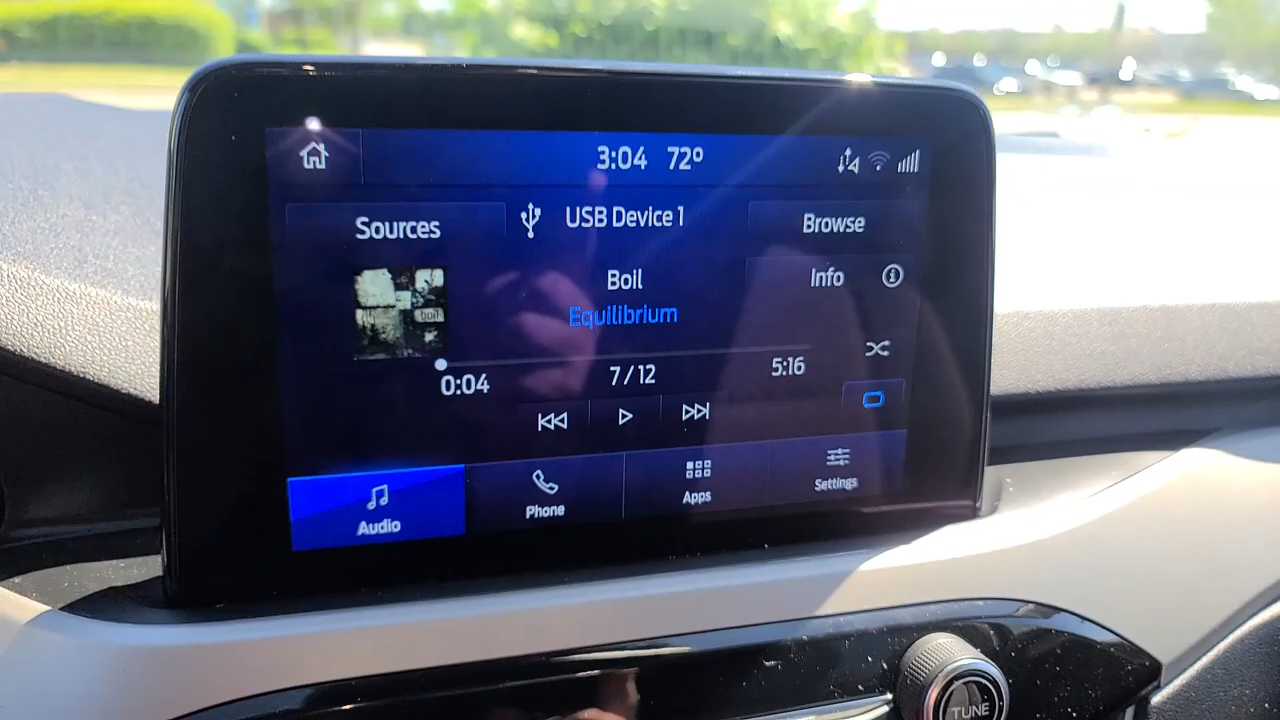 3:04 72º
Sources
USB Device 1
Browse
boil
Boil
Info
Equilibrium
0:04
7 / 12
5:16
Audio
Phone
Apps
Settings
TUNE